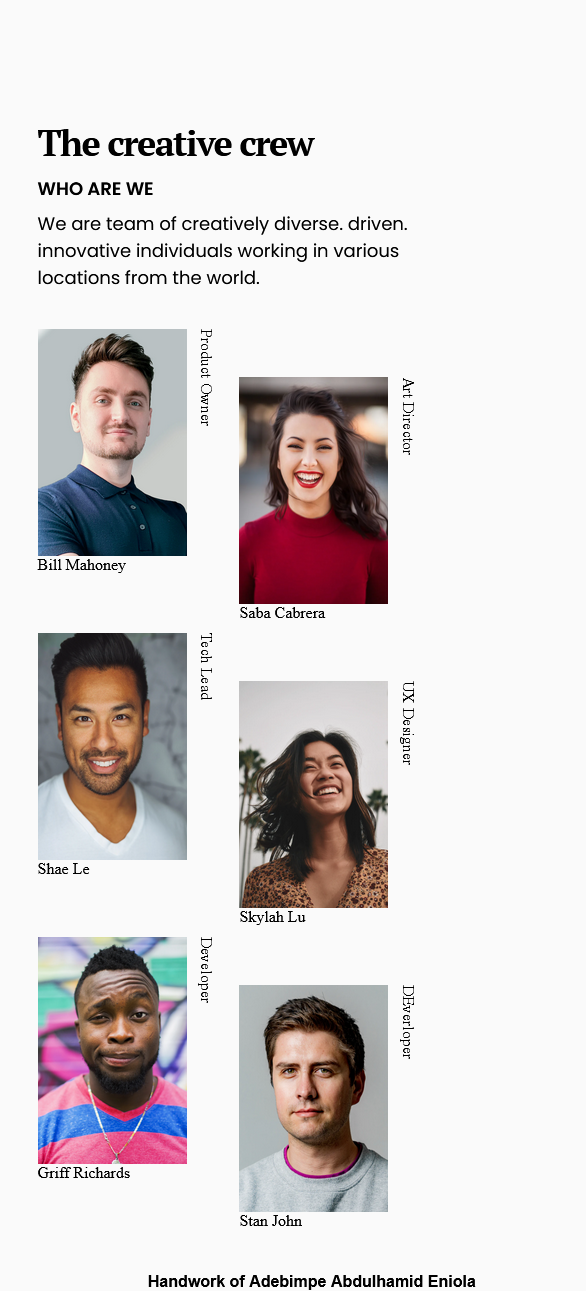 The creative crew
WHO ARE WE
We are team of creatively diverse. driven.
innovative individuals working in various
locations from the world.
Product Owner
Bill Mahoney
Art Director
Saba Cabrera
Tech Lead
Shae Le
UX Designer
Skylah Lu
Developer
Griff Richards
DEverloper
Stan John
Handwork of Adebimpe Abdulhamid Eniola